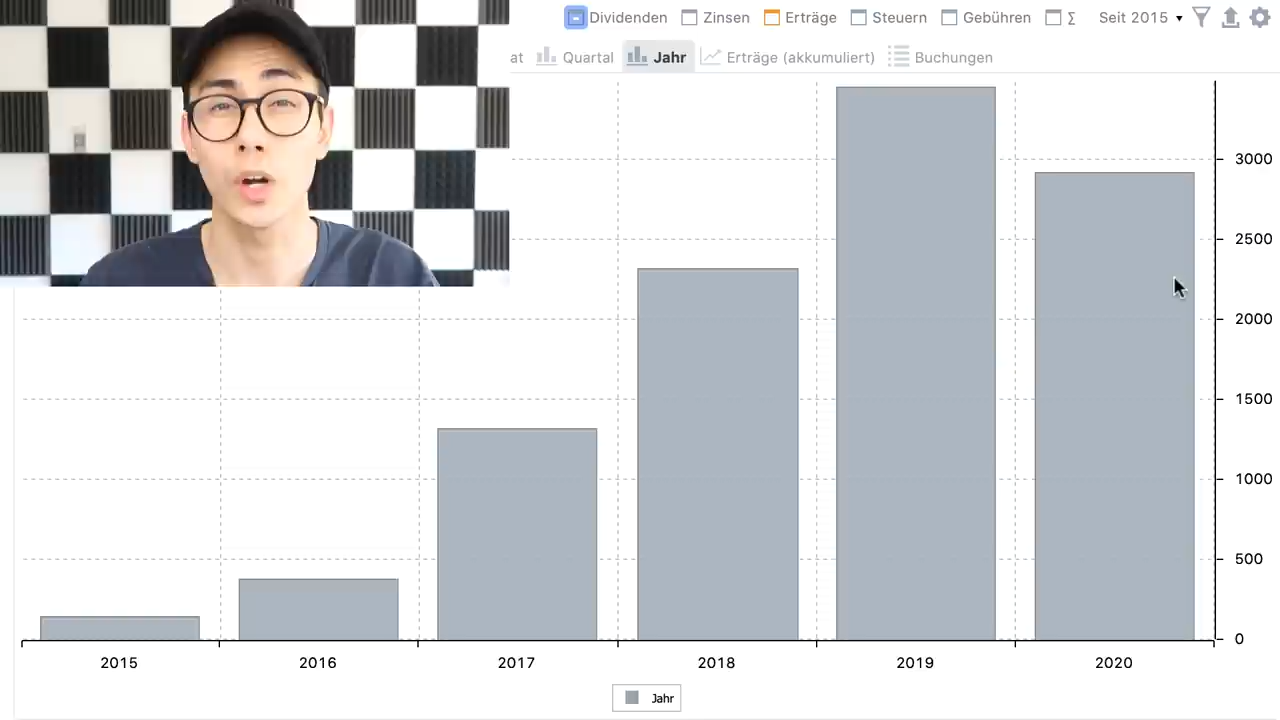 Dividenden Zinsen Erträge Steuern Gebühren Σ Seit 2015
at Quartal Jahr Erträge (akkumuliert) Buchungen
3000
2500
2000
1500
1000
500
0
2015 2016 2017 2018 2019 2020
Jahr